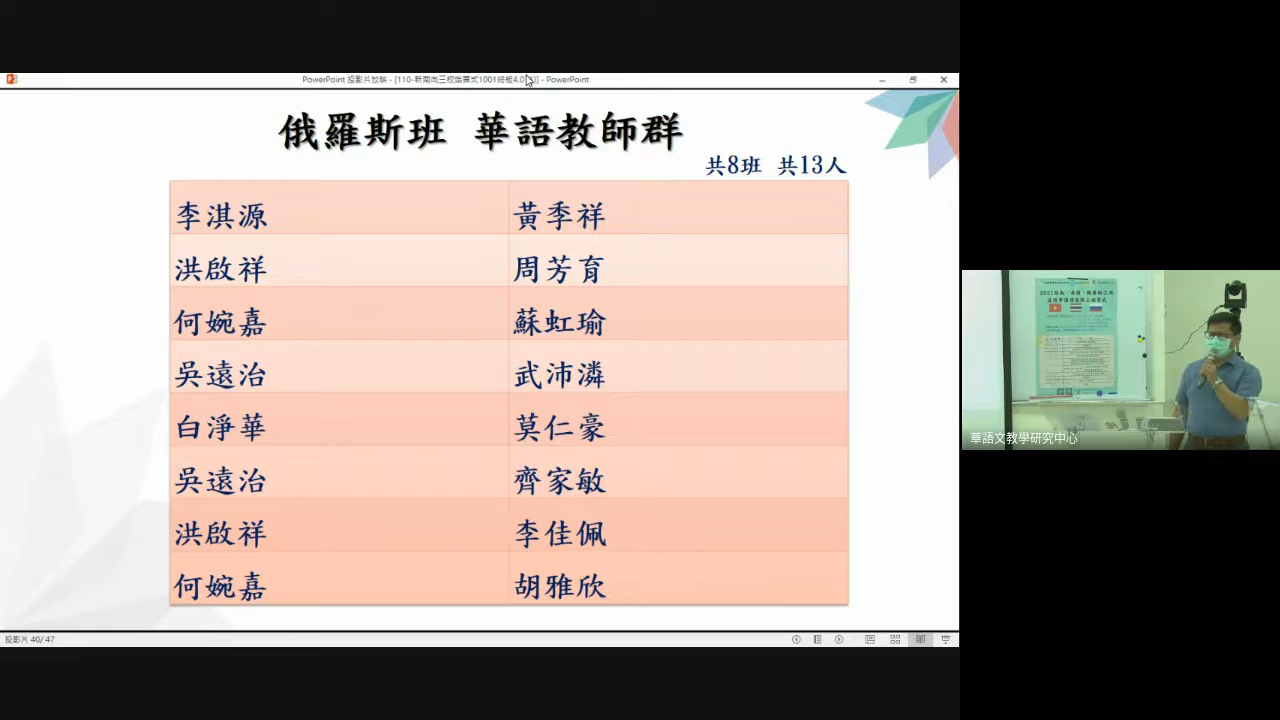 PowerPoint 投影片放映 - [110-新南向三校始業式1001終板4.0
- PowerPoint
俄羅斯班 華語教師群
共8班 共13人
李淇源 黃季祥
洪啟祥 周芳育
何婉嘉 蘇虹瑜
吳遠治 武沛潾
白淨華 莫仁豪
吳遠治 齊家敏
洪啟祥 李佳佩
何婉嘉 胡雅欣
投影片 40/ 47
華語文教學研究中心